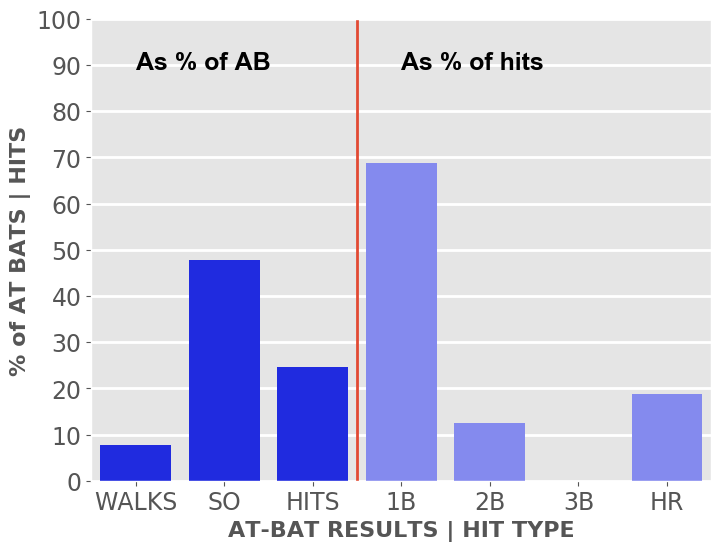 100
90
80
70
60
50
40
30
20
10
0
% of AT BATS | HITS
As % of AB
As % of hits
WALKS SO HITS 1B 2B 3B HR
AT-BAT RESULTS | HIT TYPE